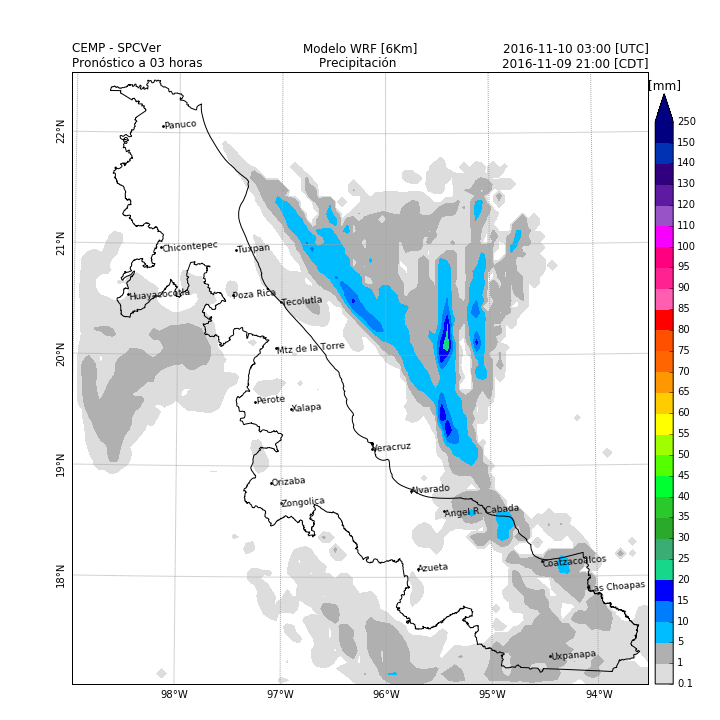 CEMP - SPCVer Modelo WRF [6Km] 2016-11-10 03:00 [UTC]
Pronóstico a 03 horas Precipitación 2016-11-09 21:00 [CDT]
[mm]
250
150
140
130
120
110
100
95
90
85
80
75
70
65
60
55
50
45
40
35
30
25
20
15
10
5
1
0.1
22°N
21°N
20°N
19°N
18°N
Panuco
Chicontepec
Tuxpan
Huayacocotla
Poza Rica
Tecolutla
Mtz de la Torre
Perote
Xalapa
Veracruz
Orizaba
Alvarado
Zongolica
Angel R. Cabada
Coatzacoalcos
Azueta
Las Choapas
Uxpanapa
98°W 97°W 96°W 95°W 94°W